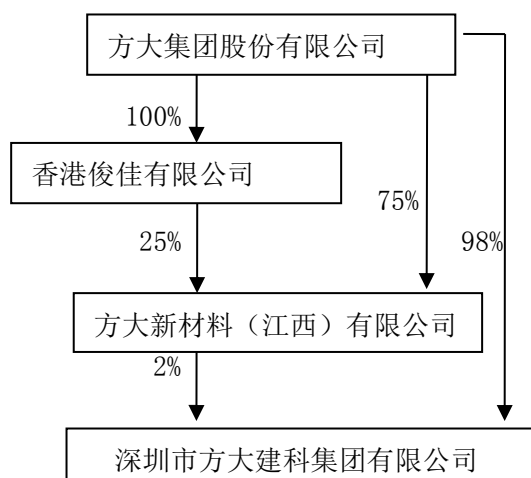 方大集团股份有限公司
100%
香港俊佳有限公司
75%
25%
98%
方大新材料（江西）有限公司
2%
深圳市方大建科集团有限公司